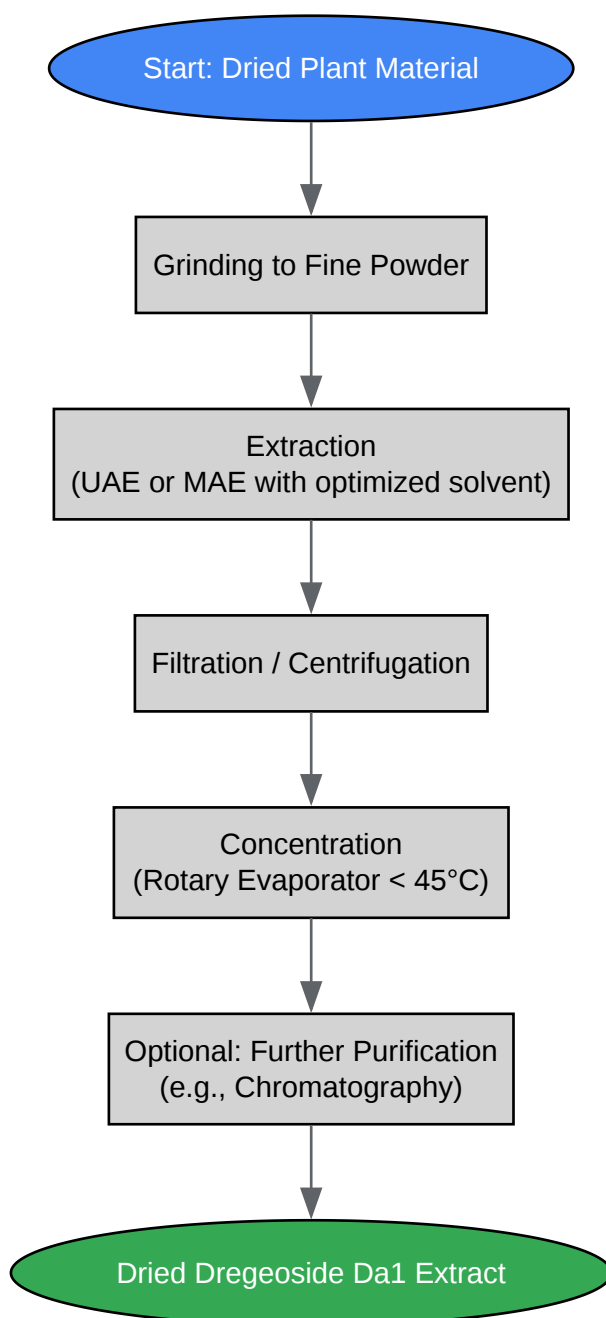 Start: Dried Plant Material
Grinding to Fine Powder
Extraction
(UAE or MAE with optimized solvent)
Filtration / Centrifugation
Concentration
(Rotary Evaporator < 45°C)
Optional: Further Purification
(e.g., Chromatography)
Dried Dregeoside Da1 Extract